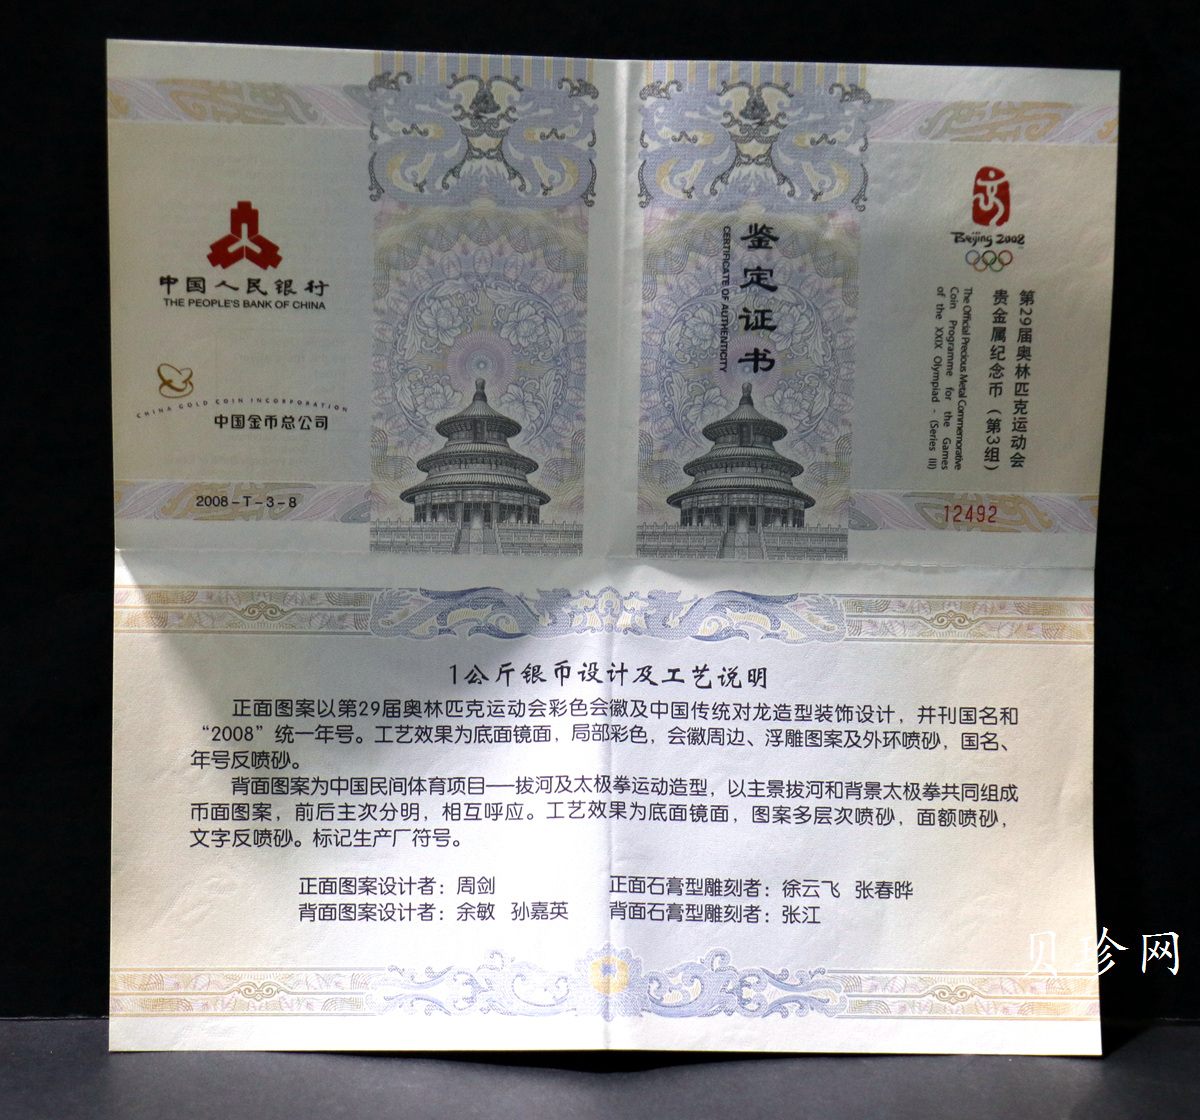 中国人民银行
THE PEOPLE'S BANK OF CHINA
CHINA GOLD COIN INCORPORATION
中国金币总公司
2008-T-3-8
鉴定证书
CERTIFICATE OF AUTHENTICITY
Beijing 2008
第29届奥林匹克运动会
贵金属纪念币（第3组）
The Official Precious Metal Commemorative
Coin Programme for the Games
of the XXIX Olympiad - (Series III)
12492
1公斤银币设计及工艺说明
正面图案以第29届奥林匹克运动会彩色会徽及中国传统对龙造型装饰设计，并刊国名和
“2008”统一年号。工艺效果为底面镜面，局部彩色，会徽周边、浮雕图案及外环喷砂，国名、
年号反喷砂。
背面图案为中国民间体育项目——拔河及太极拳运动造型，以主景拔河和背景太极拳共同组成
币面图案，前后主次分明，相互呼应。工艺效果为底面镜面，图案多层次喷砂，面额喷砂，
文字反喷砂。标记生产厂符号。
正面图案设计者：周剑 正面石膏型雕刻者：徐云飞 张春晔
背面图案设计者：余敏 孙嘉英 背面石膏型雕刻者：张江
贝珍网